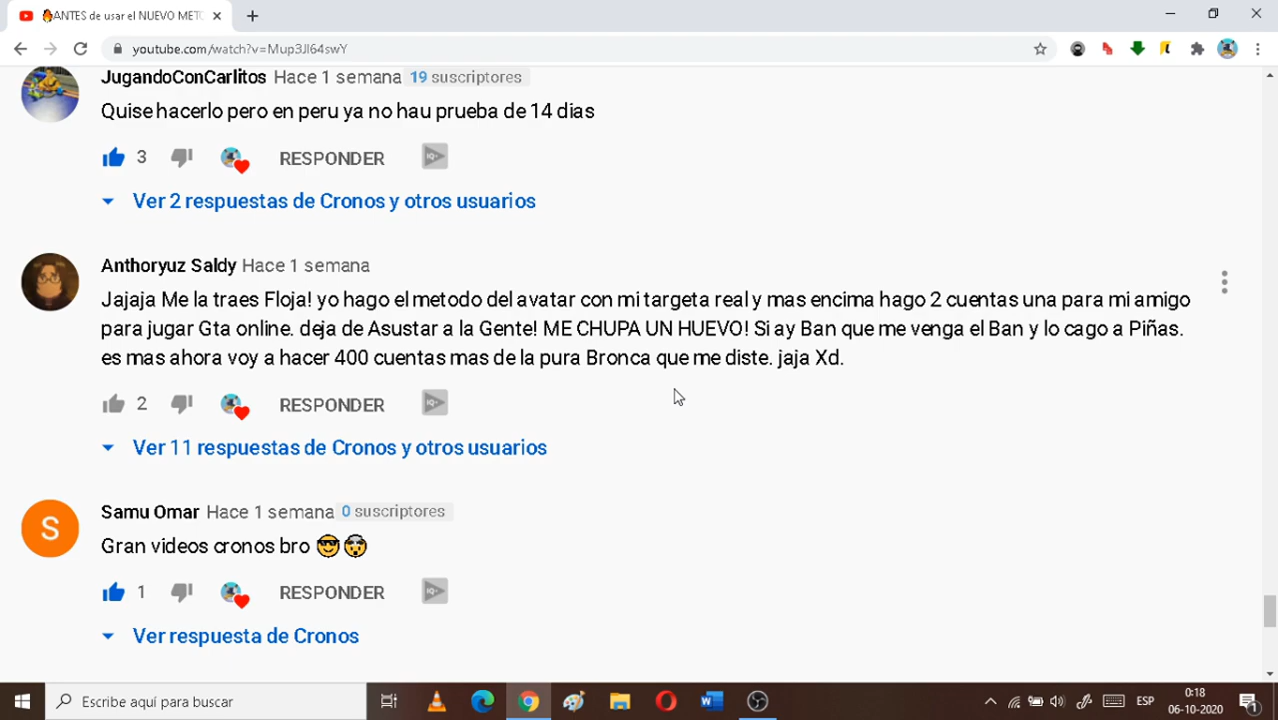 ANTES de usar el NUEVO METO
youtube.com/watch?v=Mup3Jl64swY
JugandoConCarlitos Hace 1 semana 19 suscriptores
Quise hacerlo pero en peru ya no hau prueba de 14 dias
3 RESPONDER
Ver 2 respuestas de Cronos y otros usuarios
Anthoryuz Saldy Hace 1 semana
Jajaja Me la traes Floja! yo hago el metodo del avatar con mi targeta real y mas encima hago 2 cuentas una para mi amigo
para jugar Gta online. deja de Asustar a la Gente! ME CHUPA UN HUEVO! Si ay Ban que me venga el Ban y lo cago a Piñas.
es mas ahora voy a hacer 400 cuentas mas de la pura Bronca que me diste. jaja Xd.
2 RESPONDER
Ver 11 respuestas de Cronos y otros usuarios
S
Samu Omar Hace 1 semana 0 suscriptores
Gran videos cronos bro 😎🤯
1 RESPONDER
Ver respuesta de Cronos
Escribe aquí para buscar
ESP
0:18
06-10-2020
1